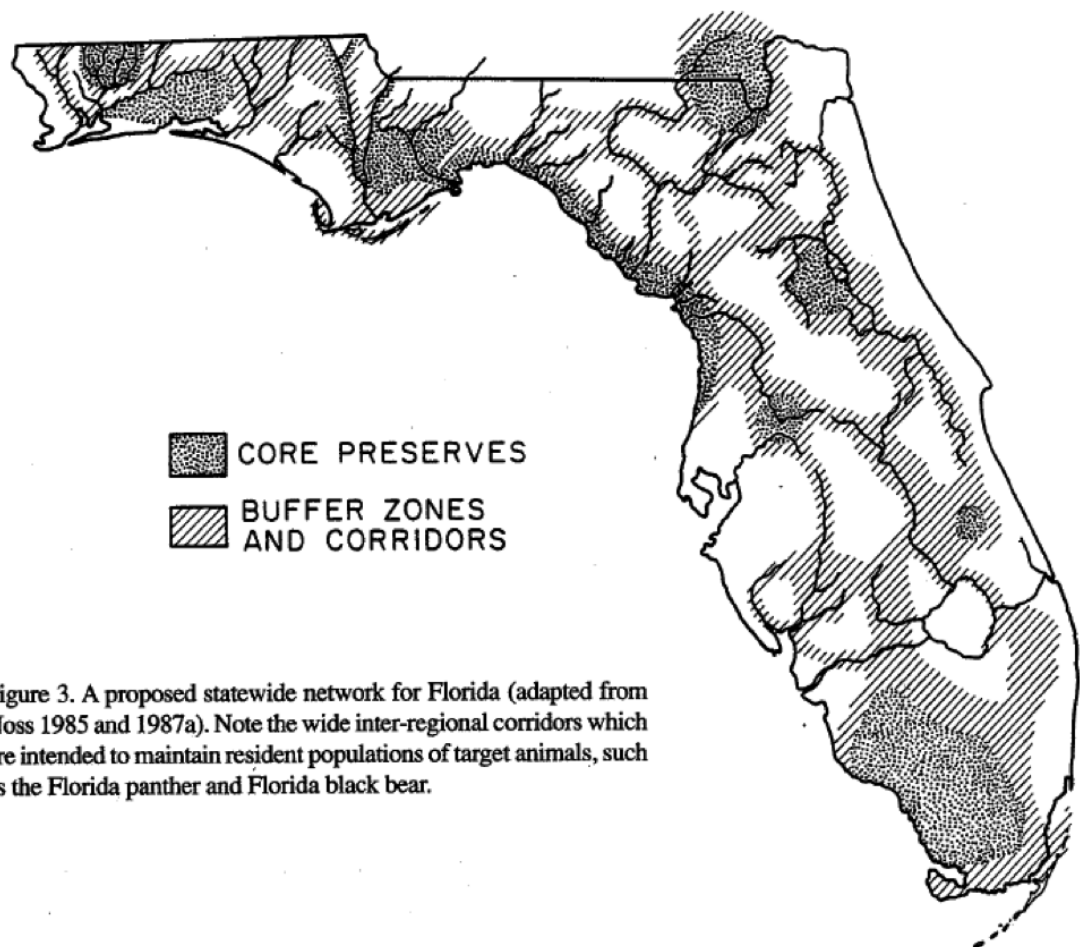 CORE PRESERVES
BUFFER ZONES
AND CORRIDORS
igure 3. A proposed statewide network for Florida (adapted from
loss 1985 and 1987a). Note the wide inter-regional corridors which
re intended to maintain resident populations of target animals, such
s the Florida panther and Florida black bear.